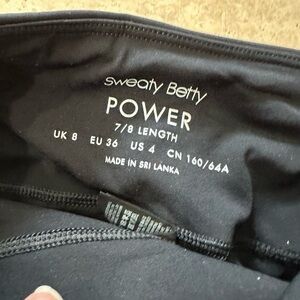 Sweaty Betty
POWER
7/8 LENGTH
UK 8 EU 36 US 4 CN 160/64A
MADE IN SRI LANKA